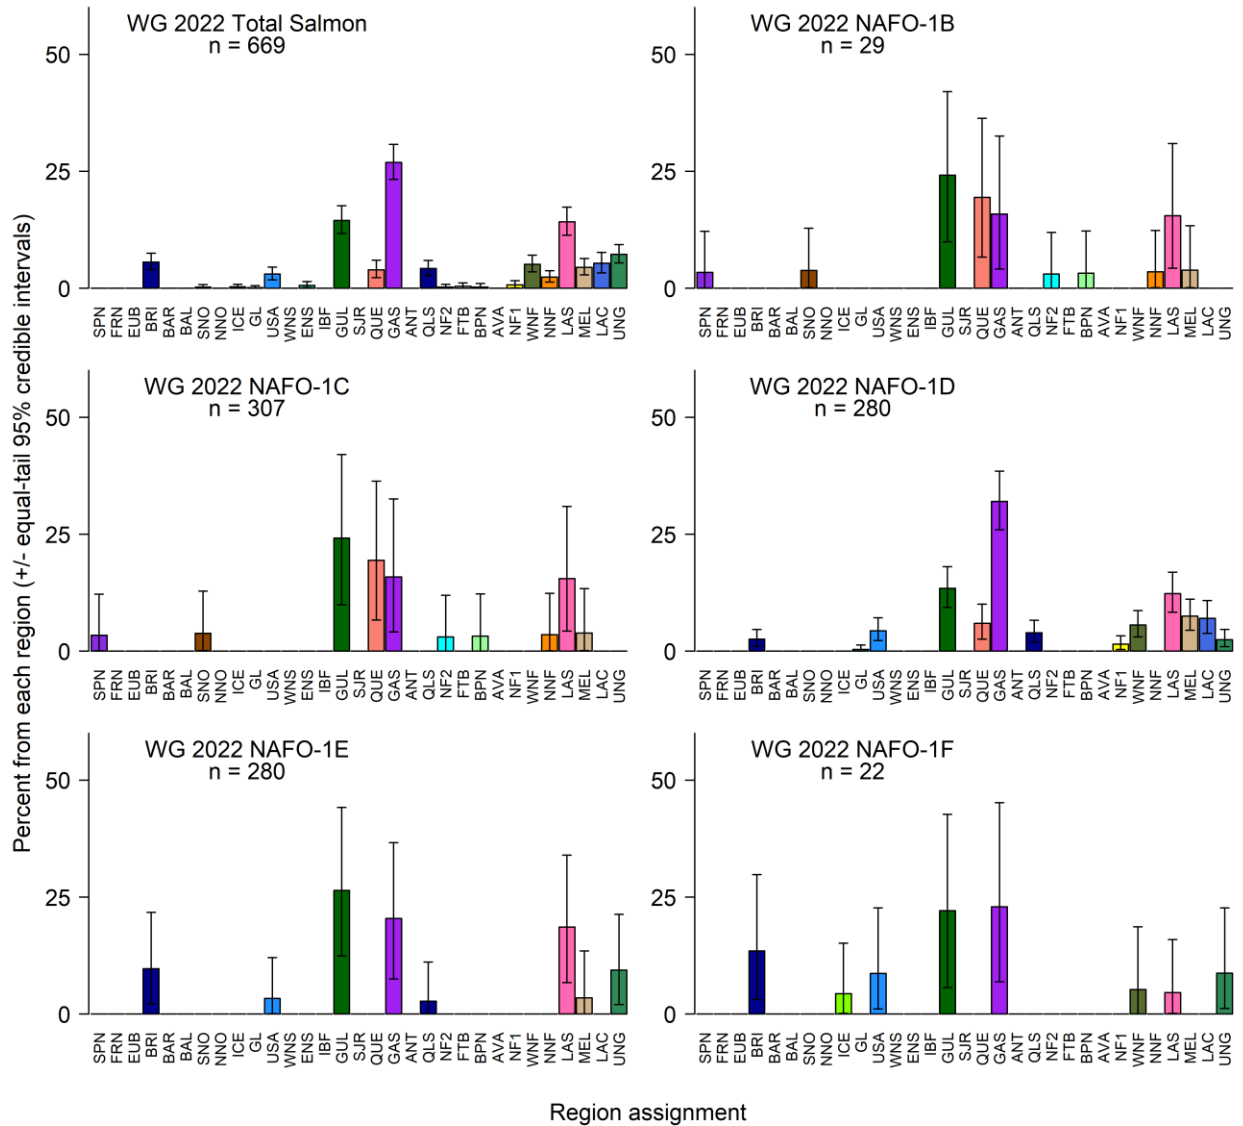 Percent from each region (+/- equal-tail 95% credible intervals)
WG 2022 Total Salmon
n = 669
50
25
0
SPN FRN EUB BRI BAR BAL SNO NNO ICE GL USA WNS ENS IBF GUL SJR QUE GAS ANT QLS NF2 FTB BPN AVA NF1 WNF NNF LAS MEL LAC UNG
WG 2022 NAFO-1B
n = 29
50
25
0
SPN FRN EUB BRI BAR BAL SNO NNO ICE GL USA WNS ENS IBF GUL SJR QUE GAS ANT QLS NF2 FTB BPN AVA NF1 WNF NNF LAS MEL LAC UNG
WG 2022 NAFO-1C
n = 307
50
25
0
SPN FRN EUB BRI BAR BAL SNO NNO ICE GL USA WNS ENS IBF GUL SJR QUE GAS ANT QLS NF2 FTB BPN AVA NF1 WNF NNF LAS MEL LAC UNG
WG 2022 NAFO-1D
n = 280
50
25
0
SPN FRN EUB BRI BAR BAL SNO NNO ICE GL USA WNS ENS IBF GUL SJR QUE GAS ANT QLS NF2 FTB BPN AVA NF1 WNF NNF LAS MEL LAC UNG
WG 2022 NAFO-1E
n = 280
50
25
0
SPN FRN EUB BRI BAR BAL SNO NNO ICE GL USA WNS ENS IBF GUL SJR QUE GAS ANT QLS NF2 FTB BPN AVA NF1 WNF NNF LAS MEL LAC UNG
WG 2022 NAFO-1F
n = 22
50
25
0
SPN FRN EUB BRI BAR BAL SNO NNO ICE GL USA WNS ENS IBF GUL SJR QUE GAS ANT QLS NF2 FTB BPN AVA NF1 WNF NNF LAS MEL LAC UNG
Region assignment